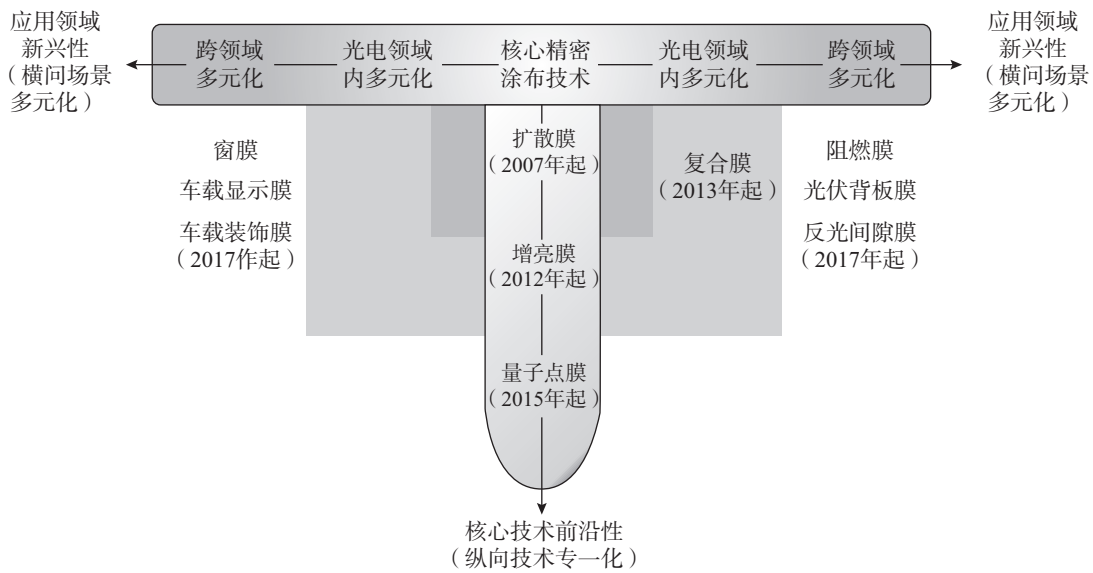 应用领域
新兴性
（横问场景
多元化）
跨领域
多元化
光电领域
内多元化
核心精密
涂布技术
光电领域
内多元化
跨领域
多元化
应用领域
新兴性
（横问场景
多元化）
窗膜
车载显示膜
车载装饰膜
（2017作起）
扩散膜
（2007年起）
增亮膜
（2012年起）
量子点膜
（2015年起）
复合膜
（2013年起）
阻燃膜
光伏背板膜
反光间隙膜
（2017年起）
核心技术前沿性
（纵向技术专一化）